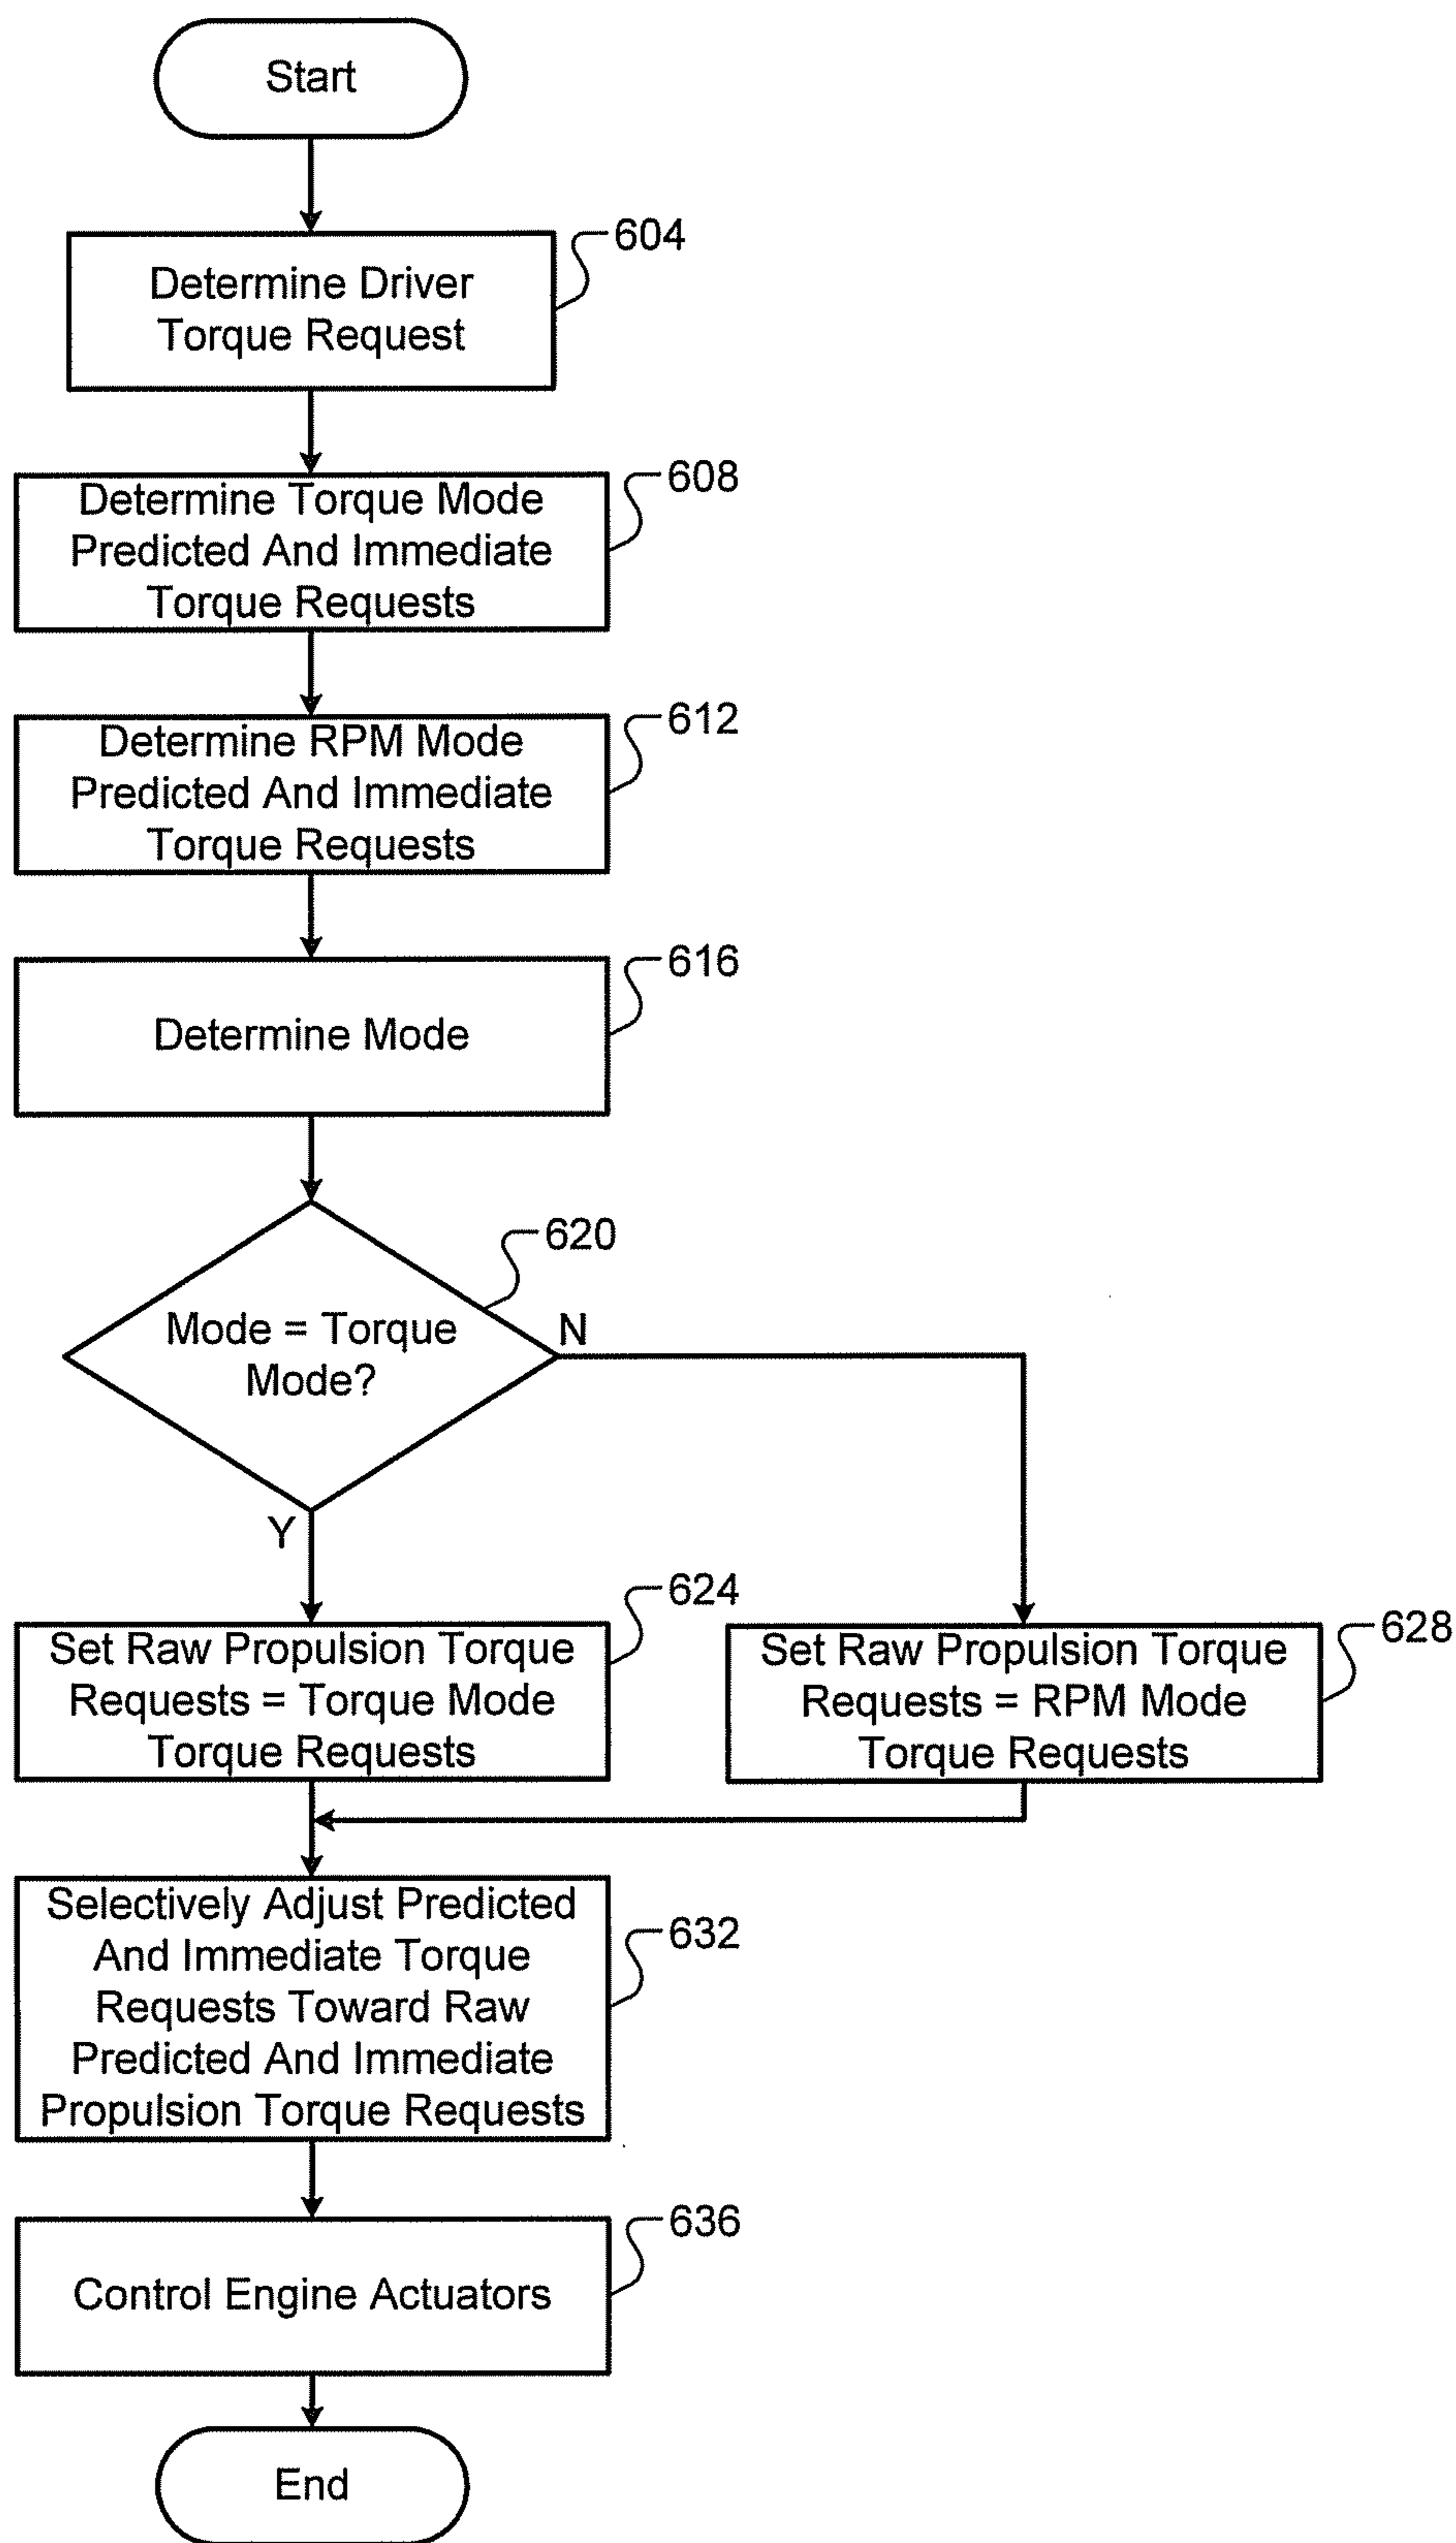 Start
604
Determine Driver
Torque Request
608
Determine Torque Mode
Predicted And Immediate
Torque Requests
612
Determine RPM Mode
Predicted And Immediate
Torque Requests
616
Determine Mode
620
Mode = Torque
Mode?
N
Y
624
Set Raw Propulsion Torque
Requests = Torque Mode
Torque Requests
628
Set Raw Propulsion Torque
Requests = RPM Mode
Torque Requests
632
Selectively Adjust Predicted
And Immediate Torque
Requests Toward Raw
Predicted And Immediate
Propulsion Torque Requests
636
Control Engine Actuators
End